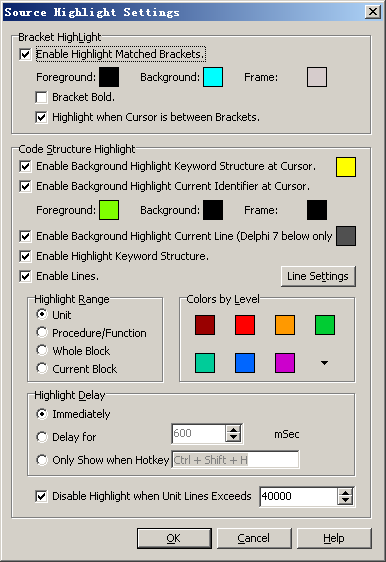 Source Highlight Settings
Bracket HighLight
Enable Highlight Matched Brackets.
Foreground: Background: Frame:
Bracket Bold.
Highlight when Cursor is between Brackets.
Code Structure Highlight
Enable Background Highlight Keyword Structure at Cursor.
Enable Background Highlight Current Identifier at Cursor.
Foreground: Background: Frame:
Enable Background Highlight Current Line (Delphi 7 below only
Enable Highlight Keyword Structure.
Enable Lines.
Line Settings
Highlight Range
Unit
Procedure/Function
Whole Block
Current Block
Colors by Level
Highlight Delay
Immediately
Delay for 600 mSec
Only Show when Hotkey Ctrl + Shift + H
Disable Highlight when Unit Lines Exceeds 40000
OK Cancel Help